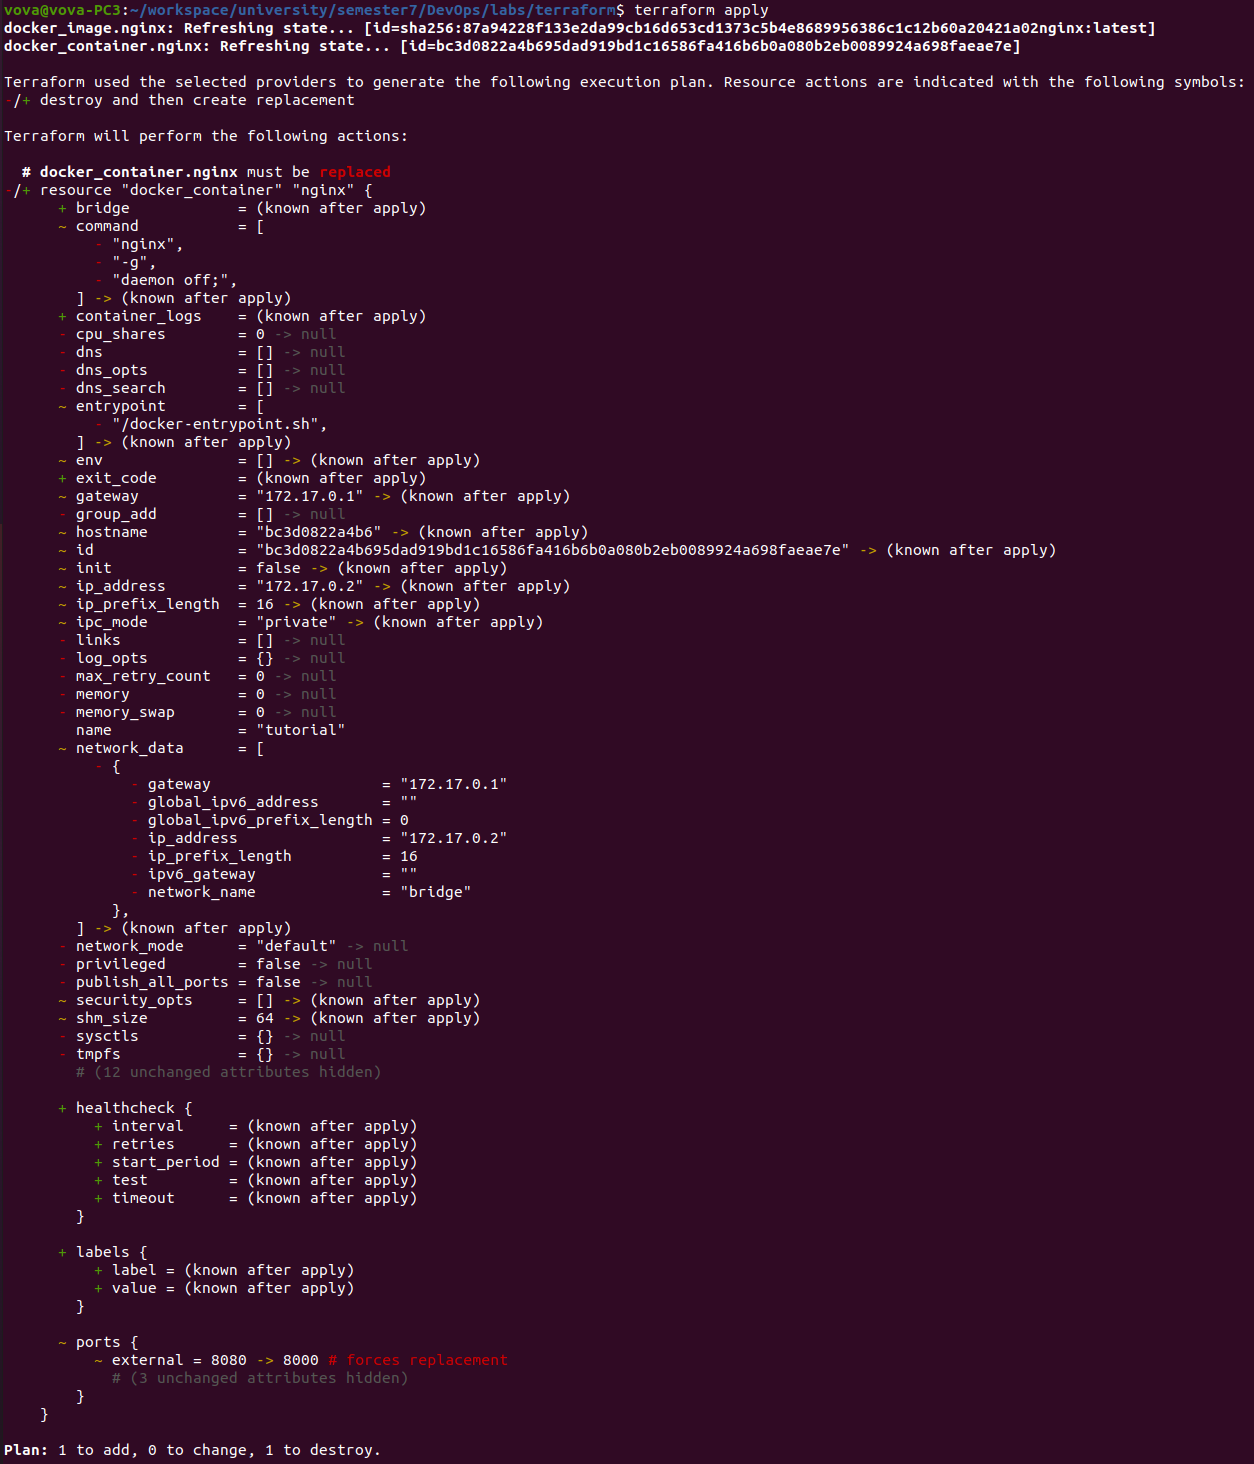 vova@vova-PC3:~/workspace/university/semester7/DevOps/labs/terraform$ terraform apply
docker_image.nginx: Refreshing state... [id=sha256:87a94228f133e2da99cb16d653cd1373c5b4e8689956386c1c12b60a20421a02nginx:latest]
docker_container.nginx: Refreshing state... [id=bc3d0822a4b695dad919bd1c16586fa416b6b0a080b2eb0089924a698faeae7e]

Terraform used the selected providers to generate the following execution plan. Resource actions are indicated with the following symbols:
-/+ destroy and then create replacement

Terraform will perform the following actions:

  # docker_container.nginx must be replaced
-/+ resource "docker_container" "nginx" {
      + bridge            = (known after apply)
      ~ command           = [
          - "nginx",
          - "-g",
          - "daemon off;",
        ] -> (known after apply)
      + container_logs    = (known after apply)
      - cpu_shares        = 0 -> null
      - dns               = [] -> null
      - dns_opts          = [] -> null
      - dns_search        = [] -> null
      ~ entrypoint        = [
          - "/docker-entrypoint.sh",
        ] -> (known after apply)
      ~ env               = [] -> (known after apply)
      + exit_code         = (known after apply)
      ~ gateway           = "172.17.0.1" -> (known after apply)
      - group_add         = [] -> null
      ~ hostname          = "bc3d0822a4b6" -> (known after apply)
      ~ id                = "bc3d0822a4b695dad919bd1c16586fa416b6b0a080b2eb0089924a698faeae7e" -> (known after apply)
      ~ init              = false -> (known after apply)
      ~ ip_address        = "172.17.0.2" -> (known after apply)
      ~ ip_prefix_length  = 16 -> (known after apply)
      ~ ipc_mode          = "private" -> (known after apply)
      - links             = [] -> null
      - log_opts          = {} -> null
      - max_retry_count   = 0 -> null
      - memory            = 0 -> null
      - memory_swap       = 0 -> null
        name              = "tutorial"
      ~ network_data      = [
          - {
              - gateway                   = "172.17.0.1"
              - global_ipv6_address       = ""
              - global_ipv6_prefix_length = 0
              - ip_address                = "172.17.0.2"
              - ip_prefix_length          = 16
              - ipv6_gateway              = ""
              - network_name              = "bridge"
            },
        ] -> (known after apply)
      - network_mode      = "default" -> null
      - privileged        = false -> null
      - publish_all_ports = false -> null
      ~ security_opts     = [] -> (known after apply)
      ~ shm_size          = 64 -> (known after apply)
      - sysctls           = {} -> null
      - tmpfs             = {} -> null
        # (12 unchanged attributes hidden)

      + healthcheck {
          + interval     = (known after apply)
          + retries      = (known after apply)
          + start_period = (known after apply)
          + test         = (known after apply)
          + timeout      = (known after apply)
        }

      + labels {
          + label = (known after apply)
          + value = (known after apply)
        }

      ~ ports {
          ~ external = 8080 -> 8000 # forces replacement
            # (3 unchanged attributes hidden)
        }
    }

Plan: 1 to add, 0 to change, 1 to destroy.